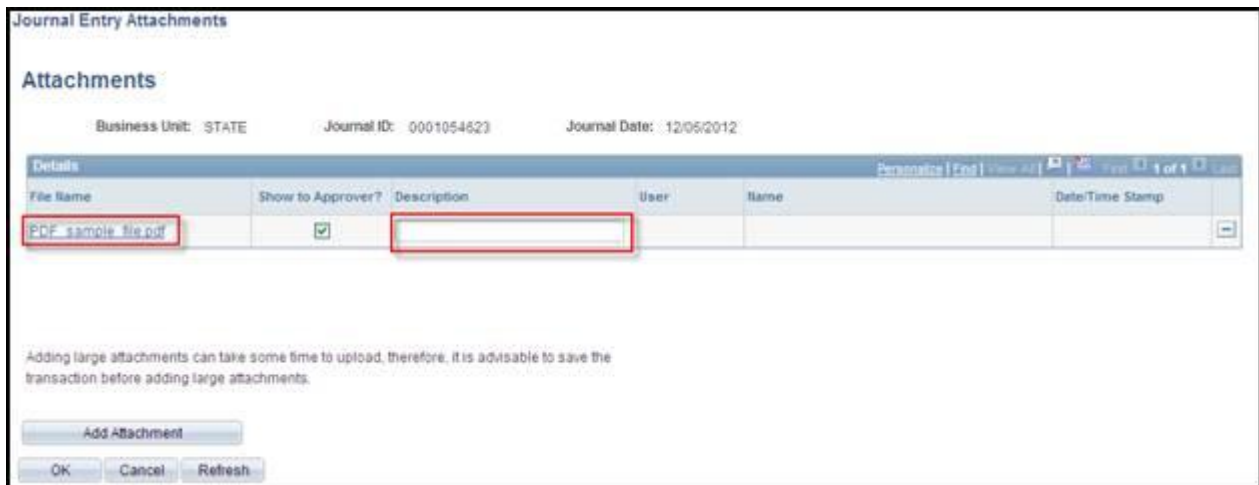 Journal Entry Attachments
Attachments
Business Unit: STATE Journal ID: 0001054623 Journal Date: 12/05/2012
Details Personalize | Find | View All | | First 1 of 1 Last
File Name Show to Approver? Description User Name Date/Time Stamp
PDF_sample_file.pdf
Adding large attachments can take some time to upload, therefore, it is advisable to save the
transaction before adding large attachments.
Add Attachment
OK Cancel Refresh